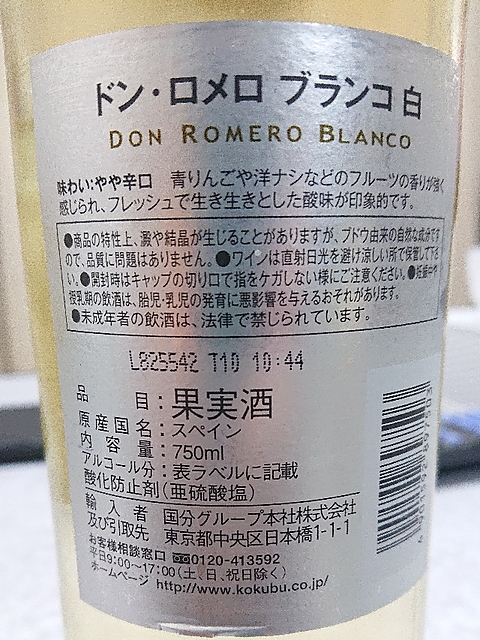 ドン・ロメロ ブランコ 白
DON ROMERO BLANCO
味わい:やや辛口 青りんごや洋ナシなどのフルーツの香りが強く
感じられ、フレッシュで生き生きとした酸味が印象的です。
●商品の特性上、澱や結晶が生じることがありますが、ブドウ由来の自然な成分です
ので、品質に問題はありません。●ワインは直射日光を避け涼しい所で保管して下さ
い。●開封時はキャップの切り口で指をケガしない様にご注意ください。●妊娠中や
授乳期の飲酒は、胎児・乳児の発育に悪影響を与えるおそれがあります。
●未成年者の飲酒は、法律で禁じられています。
L825542 T10 10:44
品 目:果実酒
原産国名:スペイン
内容量:750ml
アルコール分:表ラベルに記載
酸化防止剤(亜硫酸塩)
輸入者 国分グループ本社株式会社
及び引取先 東京都中央区日本橋1-1-1
お客様相談窓口 0120-413592
平日9:00~17:00(土、日、祝日除く)
ホームページ http://www.kokubu.co.jp/